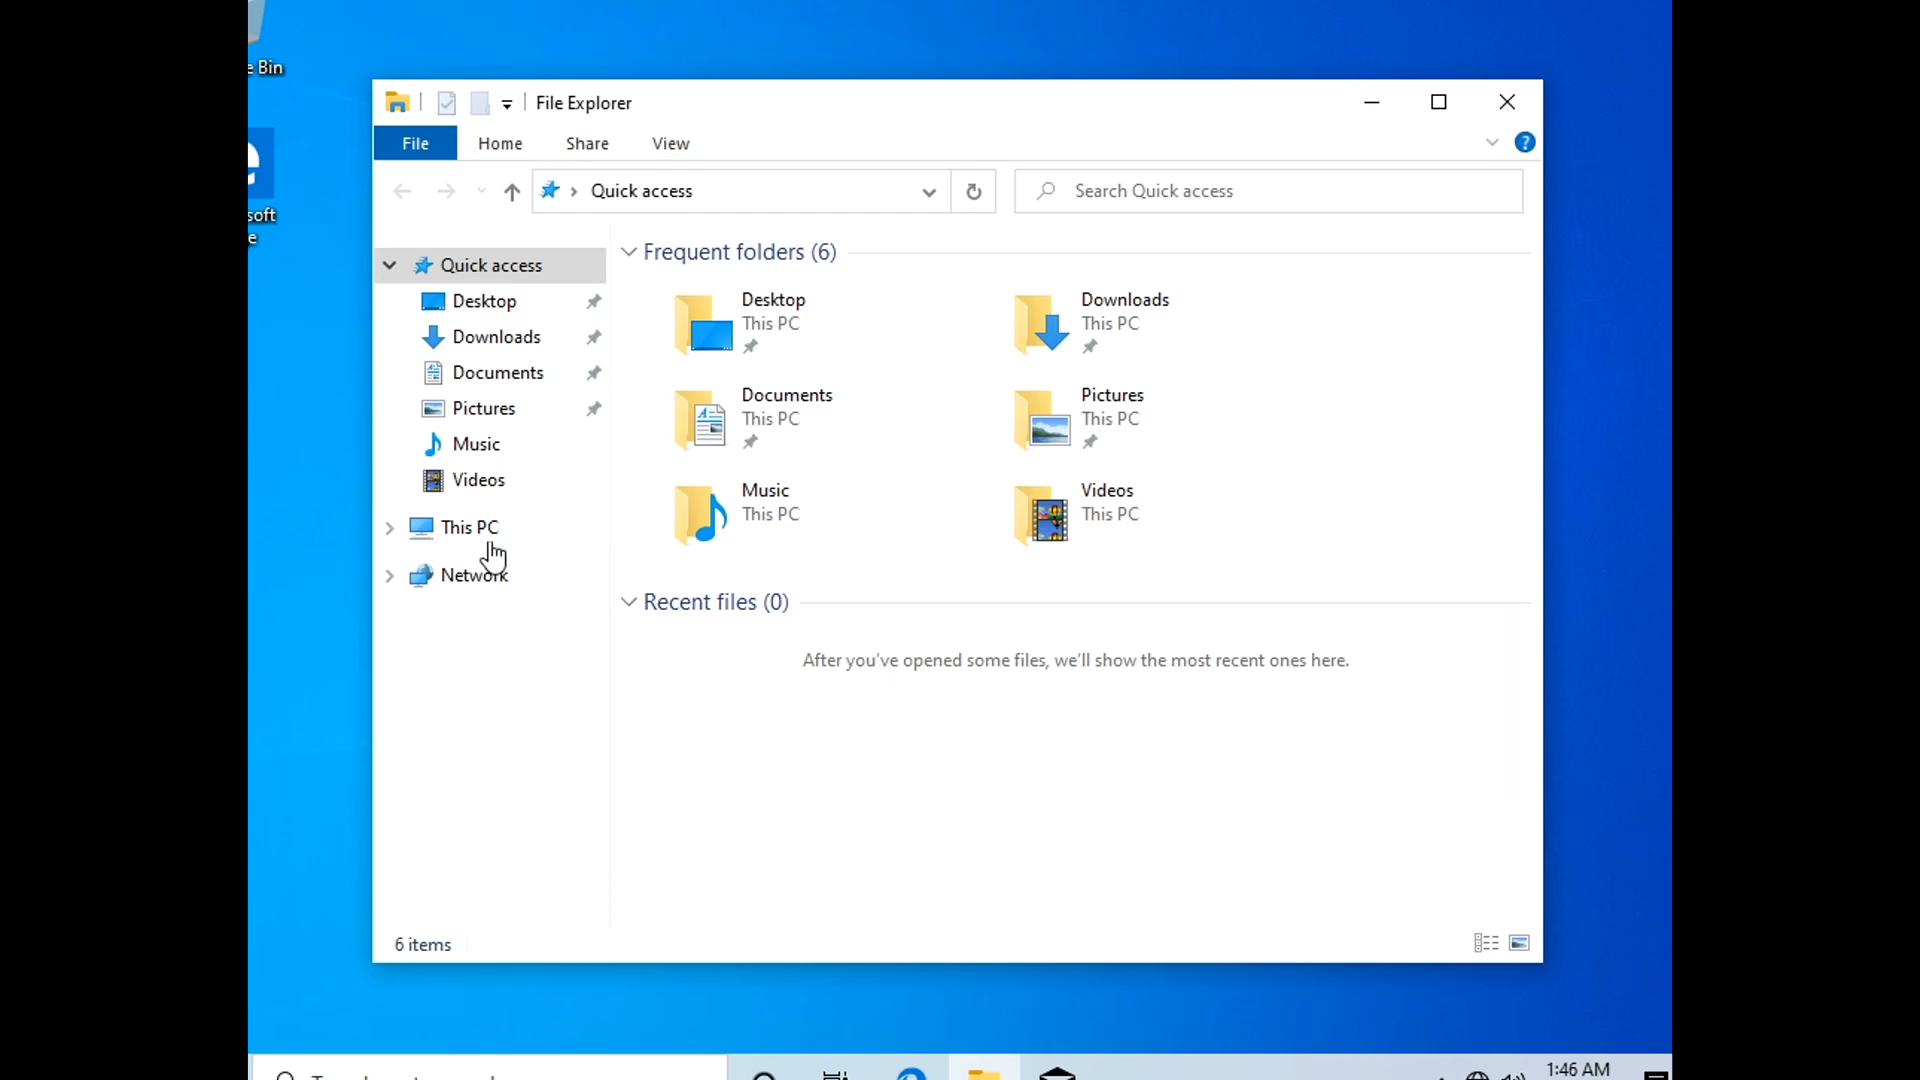 e Bin
soft
e
File Explorer
File Home Share View
Quick access
Search Quick access
Quick access
Desktop
Downloads
Documents
Pictures
Music
Videos
This PC
Network
Frequent folders (6)
Desktop
This PC
Downloads
This PC
Documents
This PC
Pictures
This PC
Music
This PC
Videos
This PC
Recent files (0)
After you've opened some files, we'll show the most recent ones here.
6 items
1:46 AM